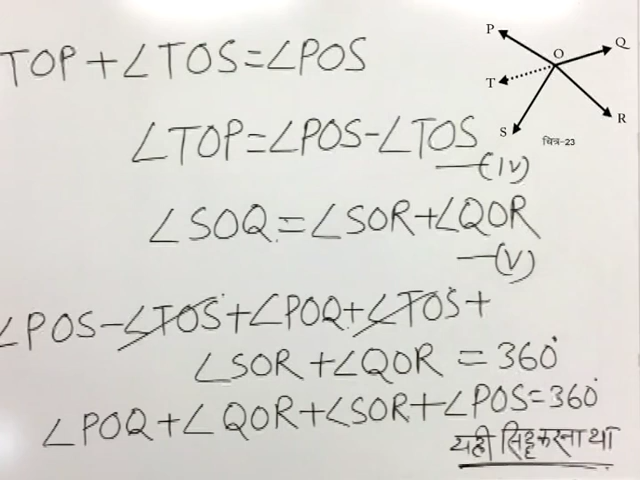 TOP + ∠TOS = ∠POS
∠TOP = ∠POS - ∠TOS
—(iv)
∠SOQ = ∠SOR + ∠QOR
—(v)
∠POS - ∠TOS + ∠POQ + ∠TOS +
∠SOR + ∠QOR = 360°
∠POQ + ∠QOR + ∠SOR + ∠POS = 360°
यही सिद्ध करना था
P
Q
O
T
S
R
चित्र-23